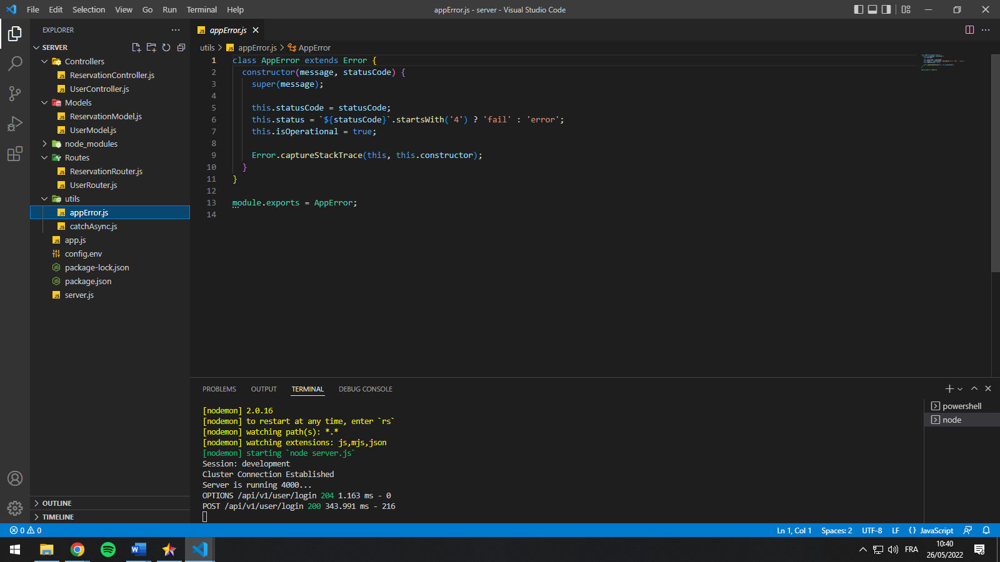 File Edit Selection View Go Run Terminal Help
appError.js - server - Visual Studio Code
EXPLORER
SERVER
Controllers
ReservationController.js
UserController.js
Models
ReservationModel.js
UserModel.js
node_modules
Routes
ReservationRouter.js
UserRouter.js
utils
appError.js
catchAsync.js
app.js
config.env
package-lock.json
package.json
server.js
OUTLINE
TIMELINE
appError.js
utils > appError.js > AppError
1 class AppError extends Error {
2 constructor(message, statusCode) {
3 super(message);
4
5 this.statusCode = statusCode;
6 this.status = `${statusCode}`.startsWith('4') ? 'fail' : 'error';
7 this.isOperational = true;
8
9 Error.captureStackTrace(this, this.constructor);
10 }
11 }
12
13 module.exports = AppError;
14
PROBLEMS OUTPUT TERMINAL DEBUG CONSOLE
[nodemon] 2.0.16
[nodemon] to restart at any time, enter `rs`
[nodemon] watching path(s): *.*
[nodemon] watching extensions: js,mjs,json
[nodemon] starting `node server.js`
Session: development
Cluster Connection Established
Server is running 4000...
OPTIONS /api/v1/user/login 204 1.163 ms - 0
POST /api/v1/user/login 200 343.991 ms - 216
powershell
node
0 0
Ln 1, Col 1 Spaces: 2 UTF-8 LF {} JavaScript
FRA
10:40
26/05/2022